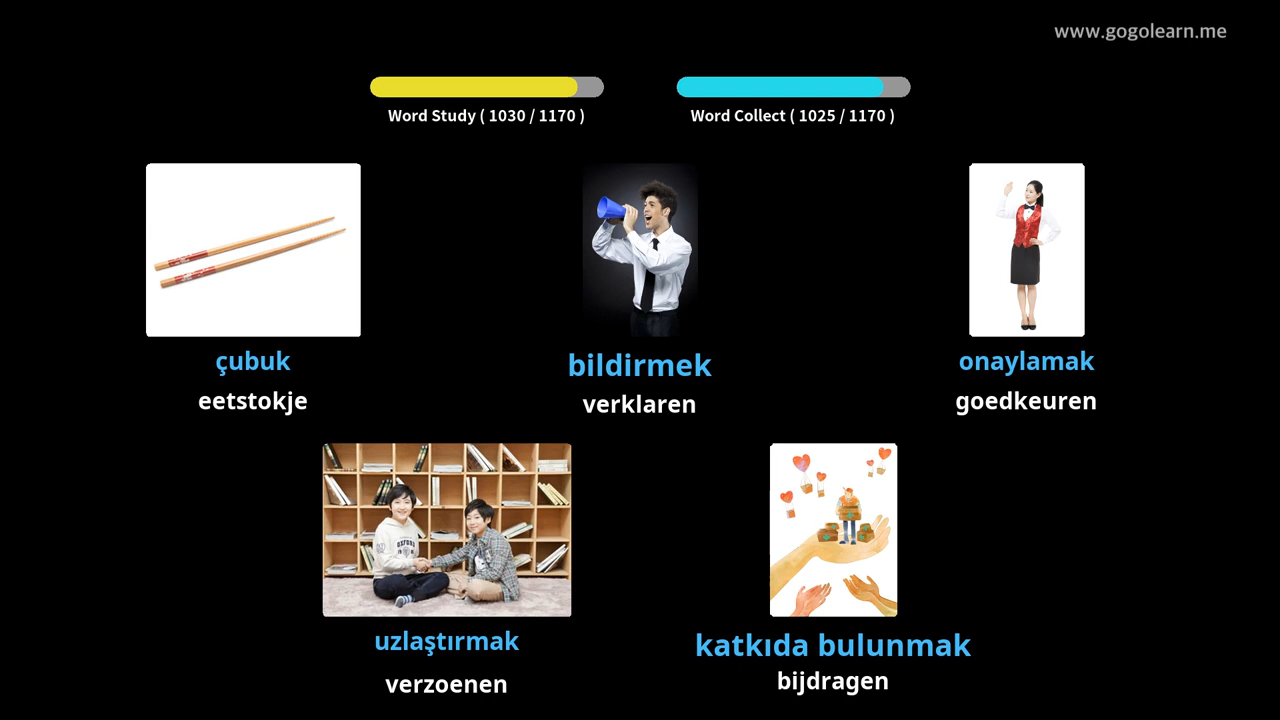 www.gogolearn.me
Word Study ( 1030 / 1170 )
Word Collect ( 1025 / 1170 )
çubuk
eetstokje
bildirmek
verklaren
onaylamak
goedkeuren
uzlaştırmak
verzoenen
katkıda bulunmak
bijdragen